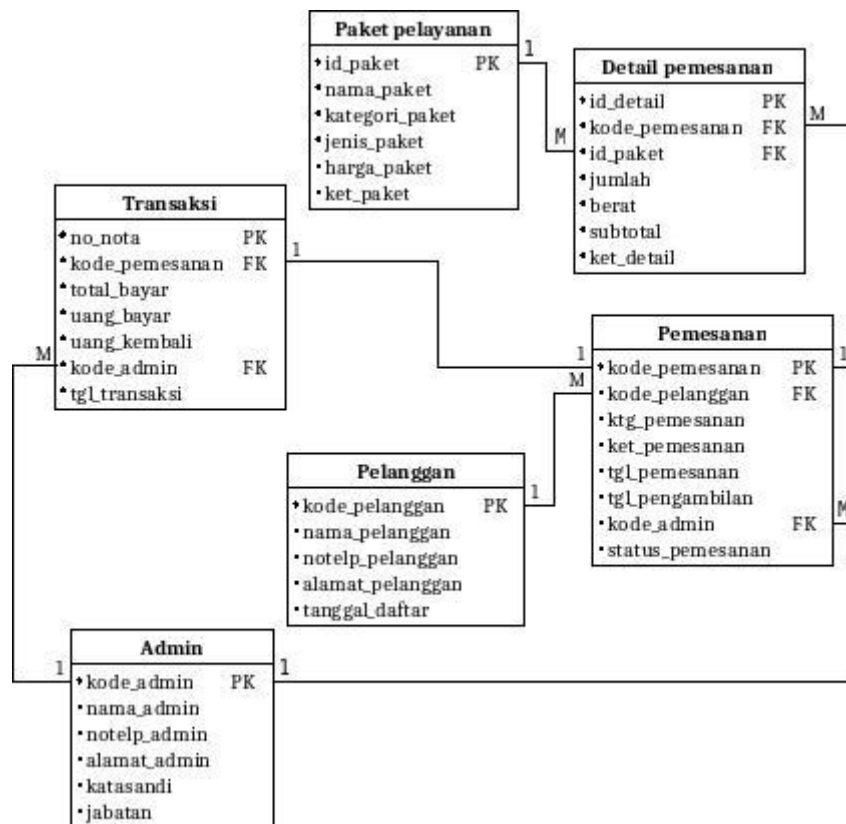 Paket pelayanan
id_paket PK
nama_paket
kategori_paket
jenis_paket
harga_paket
ket_paket
1
M
Detail pemesanan
id_detail PK
kode_pemesanan FK
id_paket FK
jumlah
berat
subtotal
ket_detail
M
Transaksi
no_nota PK
kode_pemesanan FK
total_bayar
uang_bayar
uang_kembali
kode_admin FK
tgl_transaksi
1
M
Pemesanan
kode_pemesanan PK
kode_pelanggan FK
ktg_pemesanan
ket_pemesanan
tgl_pemesanan
tgl_pengambilan
kode_admin FK
status_pemesanan
1
M
1
M
Pelanggan
kode_pelanggan PK
nama_pelanggan
notelp_pelanggan
alamat_pelanggan
tanggal_daftar
1
Admin
kode_admin PK
nama_admin
notelp_admin
alamat_admin
katasandi
jabatan
1
1